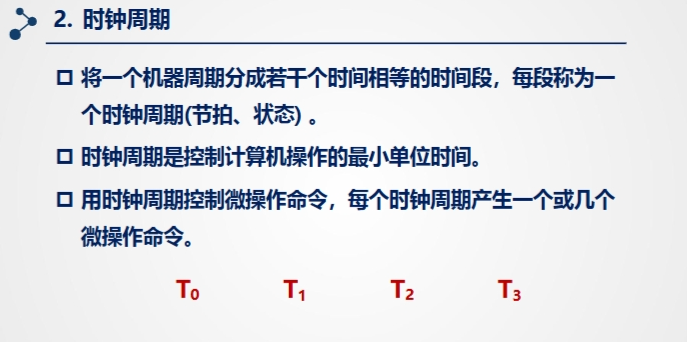 2. 时钟周期
将一个机器周期分成若干个时间相等的时间段，每段称为一
个时钟周期(节拍、状态) 。
时钟周期是控制计算机操作的最小单位时间。
用时钟周期控制微操作命令，每个时钟周期产生一个或几个
微操作命令。
T₀ T₁ T₂ T₃